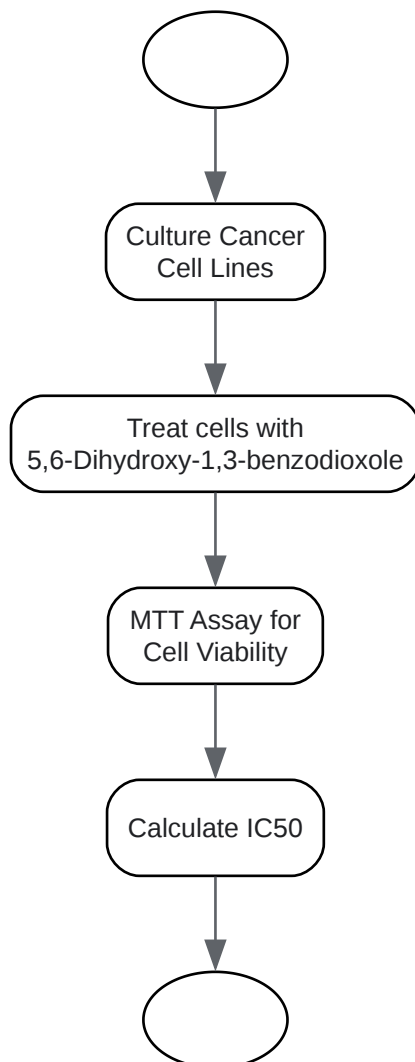 Culture Cancer
Cell Lines
Treat cells with
5,6-Dihydroxy-1,3-benzodioxole
MTT Assay for
Cell Viability
Calculate IC50